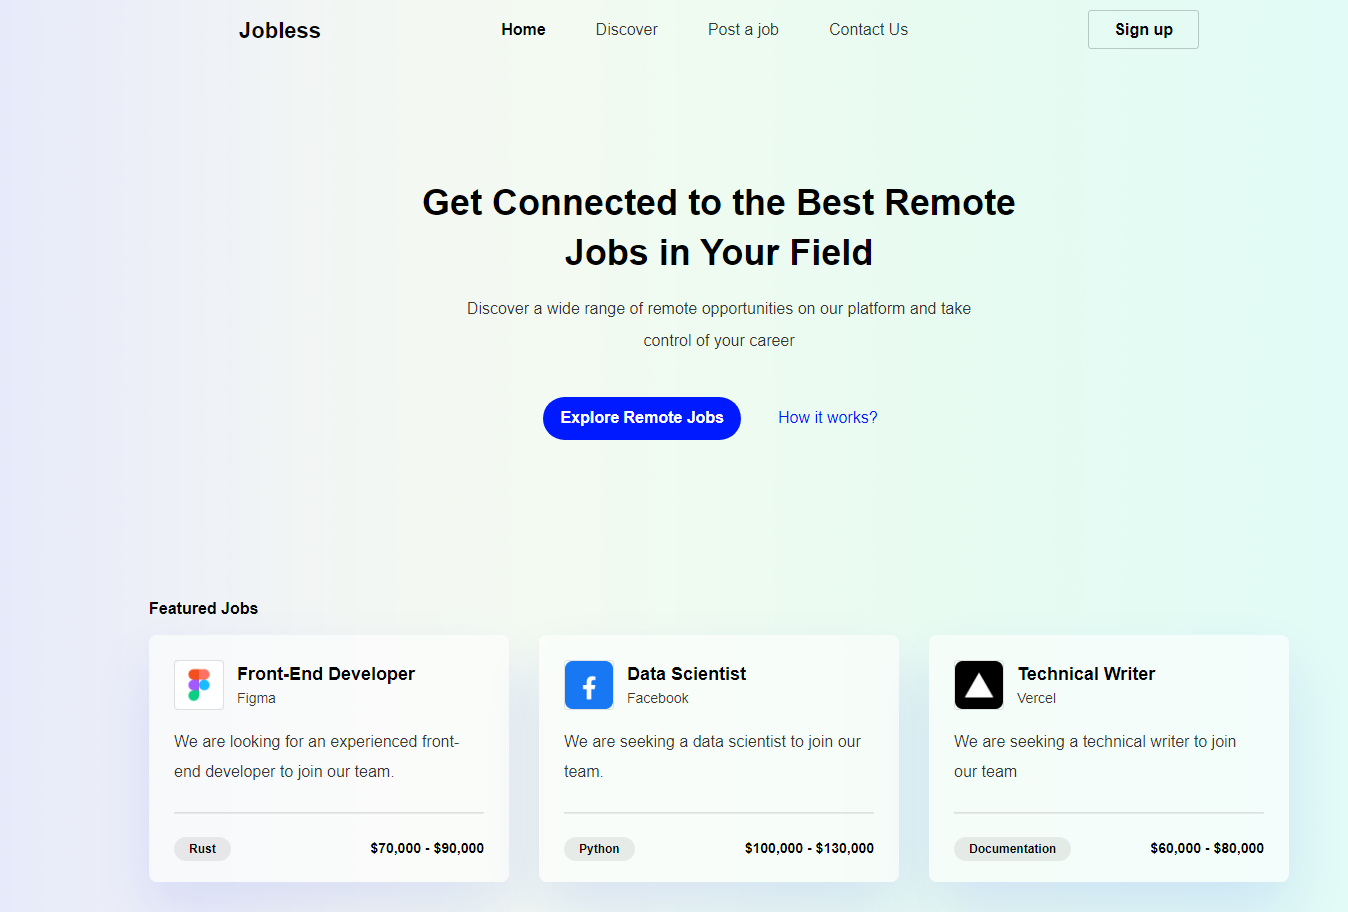 Jobless
Home Discover Post a job Contact Us
Sign up
Get Connected to the Best Remote
Jobs in Your Field
Discover a wide range of remote opportunities on our platform and take
control of your career
Explore Remote Jobs
How it works?
Featured Jobs
Front-End Developer
Figma
We are looking for an experienced front-
end developer to join our team.
Rust
$70,000 - $90,000
Data Scientist
Facebook
We are seeking a data scientist to join our
team.
Python
$100,000 - $130,000
Technical Writer
Vercel
We are seeking a technical writer to join
our team
Documentation
$60,000 - $80,000